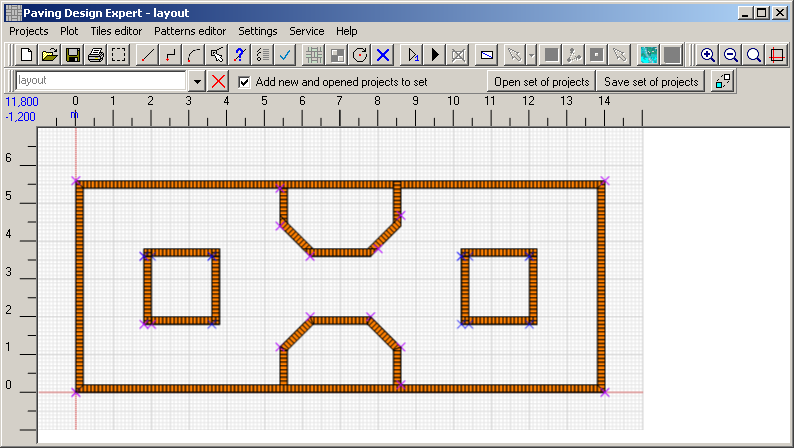 Paving Design Expert - layout
Projects Plot Tiles editor Patterns editor Settings Service Help
layout Add new and opened projects to set Open set of projects Save set of projects
11,800 0 1 2 3 4 5 6 7 8 9 10 11 12 13 14
-1,200 m
6
5
4
3
2
1
0